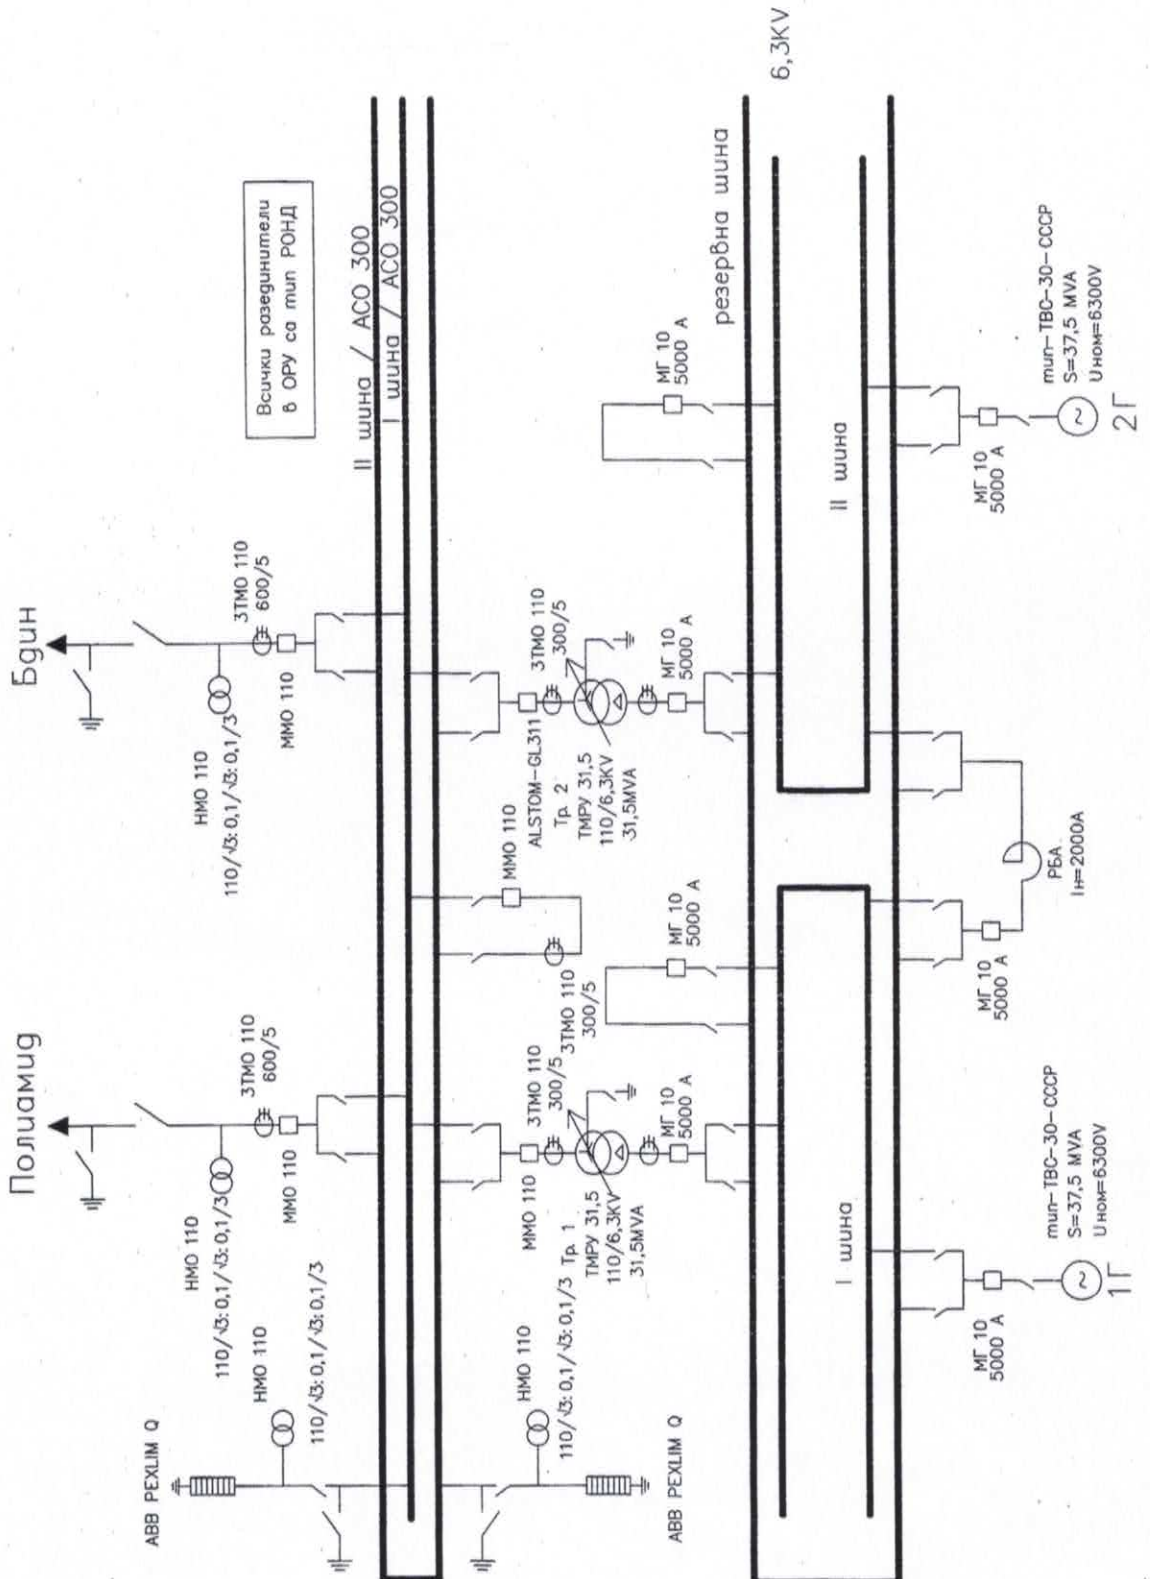 Полиамид
Бдин
НМО 110
110/√3:0,1/√3:0,1/3
3ТМО 110
600/5
ММО 110
НМО 110
110/√3:0,1/√3:0,1/3
3ТМО 110
600/5
ММО 110
Всички разединители
в ОРУ са тип РОНД
ABB PEXLIM Q
НМО 110
110/√3:0,1/√3:0,1/3
II шина / АСО 300
I шина / АСО 300
НМО 110
110/√3:0,1/√3:0,1/3
ABB PEXLIM Q
ММО 110
3ТМО 110
300/5
Тр. 1
ТМРУ 31,5
110/6,3KV
31,5MVA
МГ 10
5000 А
ММО 110
3ТМО 110
300/5
МГ 10
5000 А
ALSTOM-GL311
3ТМО 110
300/5
Тр. 2
ТМРУ 31,5
110/6,3KV
31,5MVA
МГ 10
5000 А
МГ 10
5000 А
резервна шина
6,3KV
I шина
II шина
МГ 10
5000 А
тип-ТВС-30-СССР
S=37,5 MVA
Uном=6300V
1Г
МГ 10
5000 А
РБА
Iн=2000А
МГ 10
5000 А
тип-ТВС-30-СССР
S=37,5 MVA
Uном=6300V
2Г